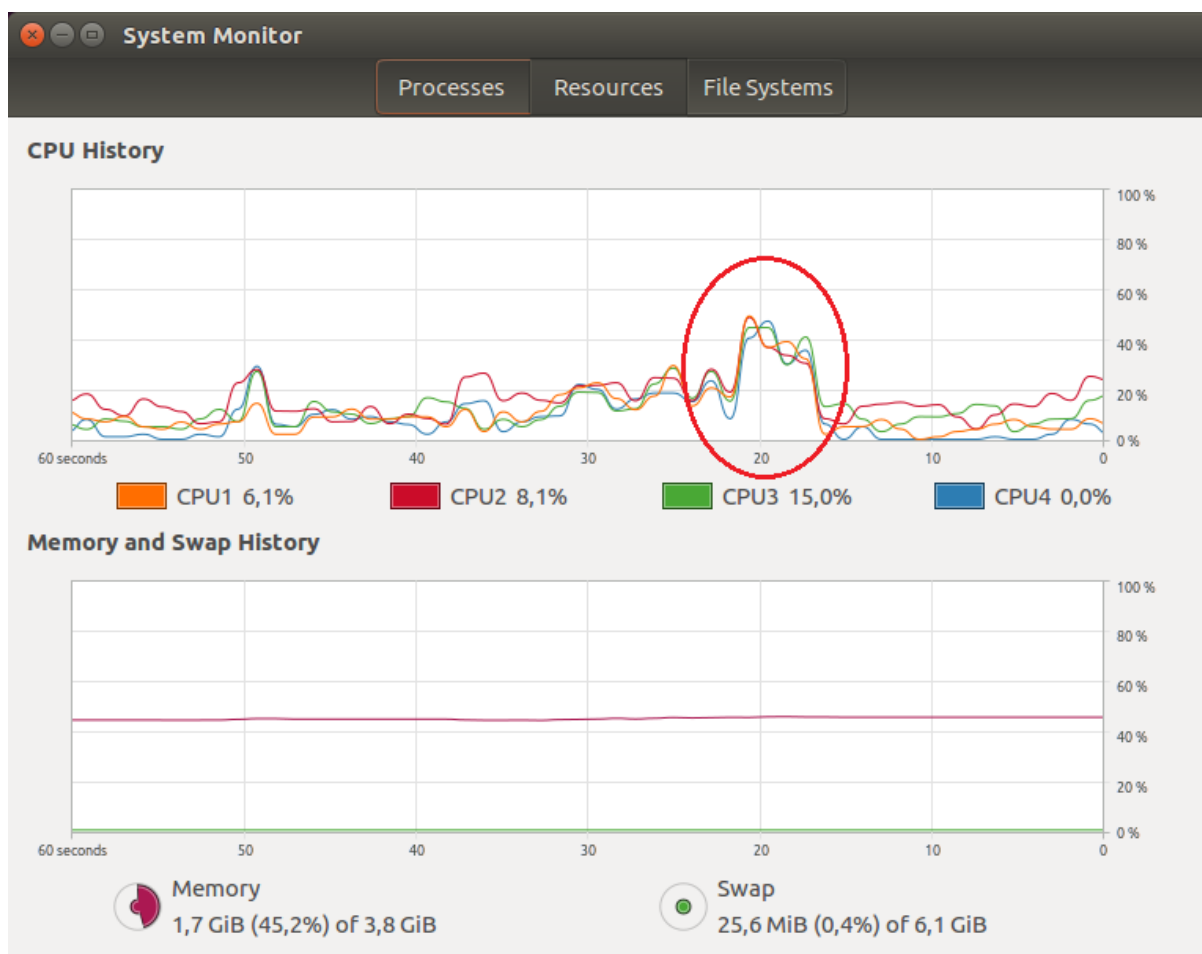 System Monitor
Processes Resources File Systems
CPU History
100 %
80 %
60 %
40 %
20 %
0 %
60 seconds 50 40 30 20 10 0
CPU1 6,1% CPU2 8,1% CPU3 15,0% CPU4 0,0%
Memory and Swap History
100 %
80 %
60 %
40 %
20 %
0 %
60 seconds 50 40 30 20 10 0
Memory
1,7 GiB (45,2%) of 3,8 GiB
Swap
25,6 MiB (0,4%) of 6,1 GiB